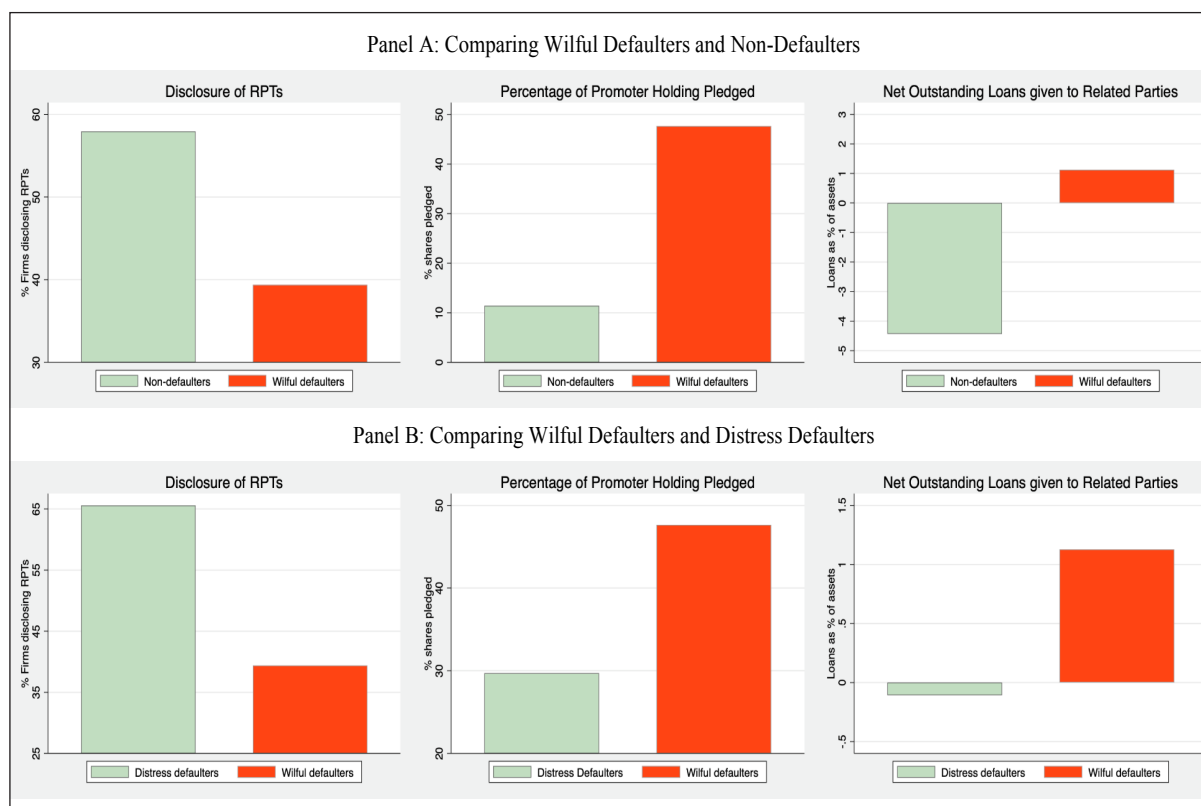 Panel A: Comparing Wilful Defaulters and Non-Defaulters
Disclosure of RPTs
% Firms disclosing RPTs
60
50
40
30
Non-defaulters
Wilful defaulters
Percentage of Promoter Holding Pledged
% shares pledged
50
40
30
20
10
0
Non-defaulters
Wilful defaulters
Net Outstanding Loans given to Related Parties
Loans as % of assets
3
2
1
0
-1
-2
-3
-4
-5
Non-defaulters
Wilful defaulters
Panel B: Comparing Wilful Defaulters and Distress Defaulters
Disclosure of RPTs
% Firms disclosing RPTs
65
55
45
35
25
Distress defaulters
Wilful defaulters
Percentage of Promoter Holding Pledged
% shares pledged
50
40
30
20
Distress Defaulters
Wilful defaulters
Net Outstanding Loans given to Related Parties
Loans as % of assets
1.5
1
.5
0
-.5
Distress defaulters
Wilful defaulters